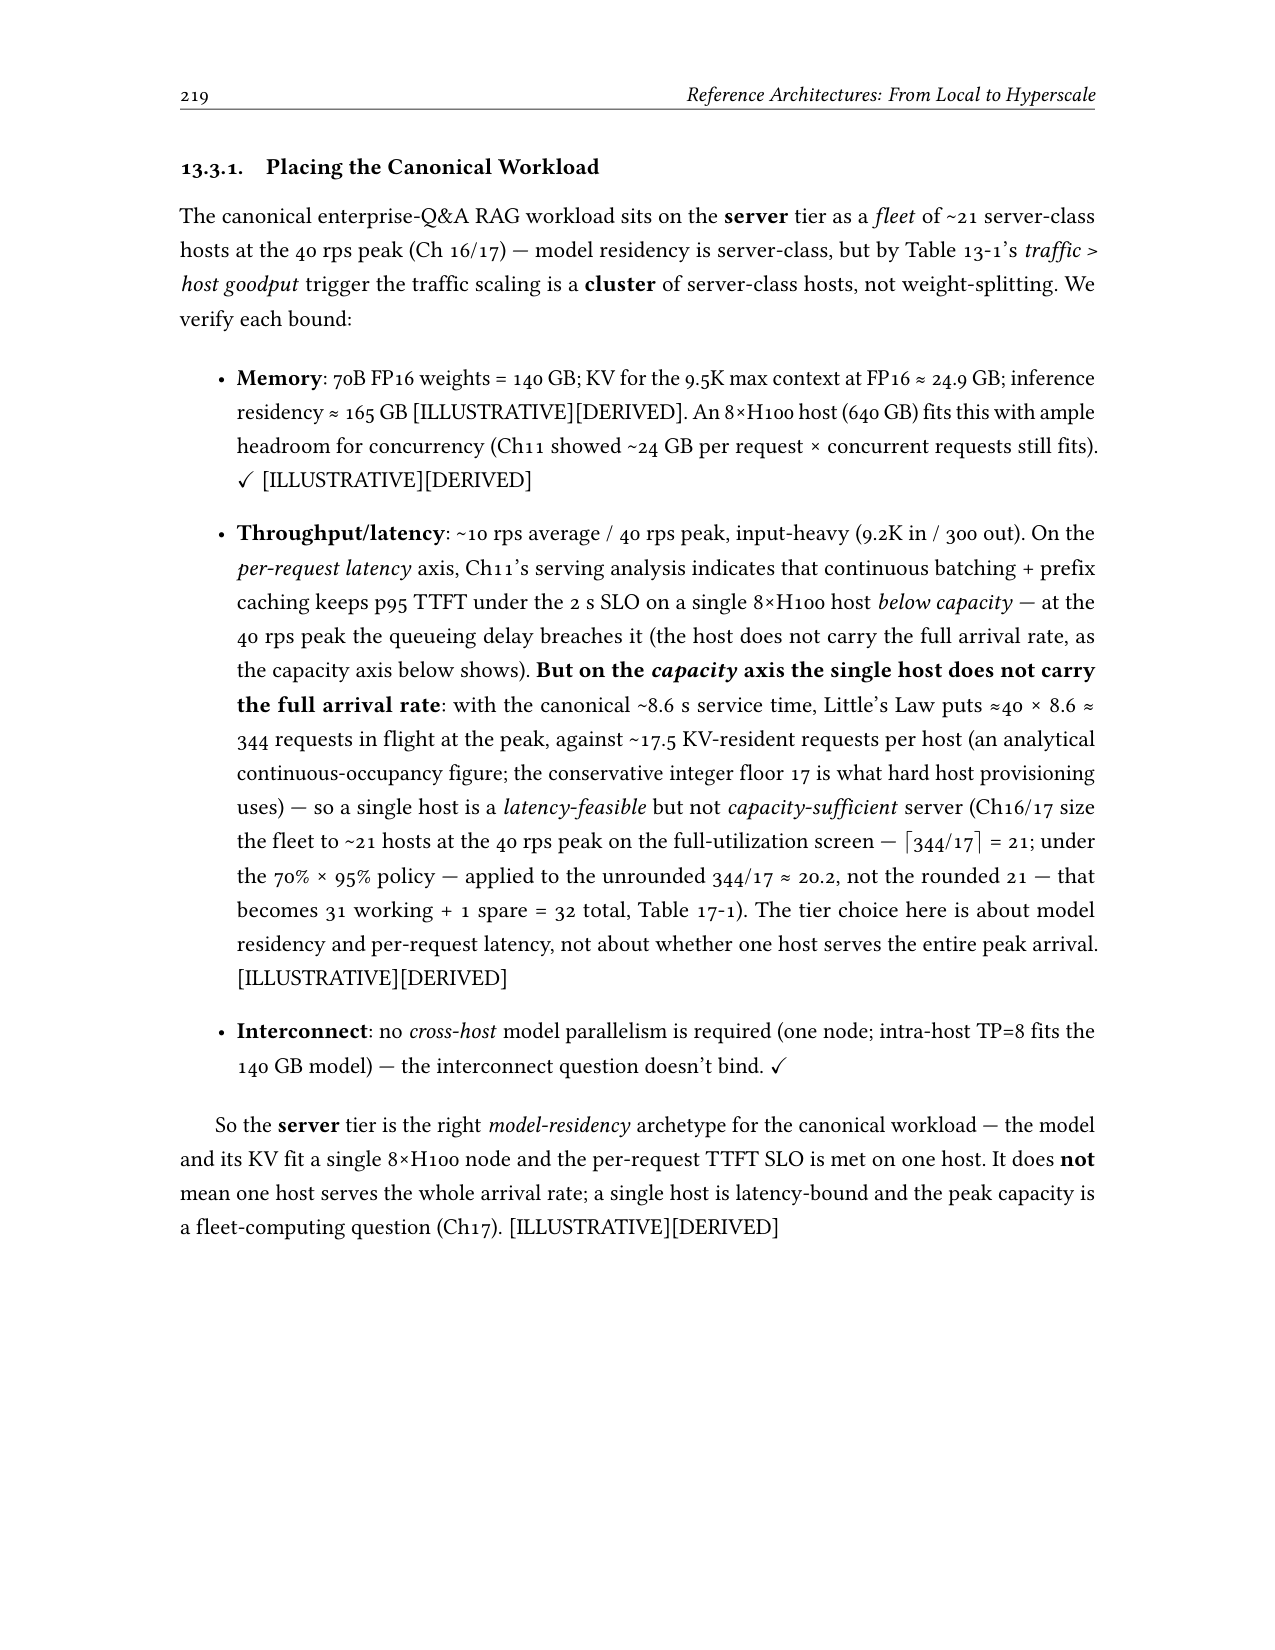 219
Reference Architectures: From Local to Hyperscale
13.3.1. Placing the Canonical Workload
The canonical enterprise-Q&A RAG workload sits on the server tier as a fleet of ~21 server-class
hosts at the 40 rps peak (Ch 16/17) — model residency is server-class, but by Table 13-1’s traffic >
host goodput trigger the traffic scaling is a cluster of server-class hosts, not weight-splitting. We
verify each bound:
• Memory: 70B FP16 weights = 140 GB; KV for the 9.5K max context at FP16 ≈ 24.9 GB; inference
residency ≈ 165 GB [ILLUSTRATIVE][DERIVED]. An 8×H100 host (640 GB) fits this with ample
headroom for concurrency (Ch11 showed ~24 GB per request × concurrent requests still fits).
✓ [ILLUSTRATIVE][DERIVED]
• Throughput/latency: ~10 rps average / 40 rps peak, input-heavy (9.2K in / 300 out). On the
per-request latency axis, Ch11’s serving analysis indicates that continuous batching + prefix
caching keeps p95 TTFT under the 2 s SLO on a single 8×H100 host below capacity — at the
40 rps peak the queueing delay breaches it (the host does not carry the full arrival rate, as
the capacity axis below shows). But on the capacity axis the single host does not carry
the full arrival rate: with the canonical ~8.6 s service time, Little’s Law puts ≈40 × 8.6 ≈
344 requests in flight at the peak, against ~17.5 KV-resident requests per host (an analytical
continuous-occupancy figure; the conservative integer floor 17 is what hard host provisioning
uses) — so a single host is a latency-feasible but not capacity-sufficient server (Ch16/17 size
the fleet to ~21 hosts at the 40 rps peak on the full-utilization screen — ⌈344/17⌉ = 21; under
the 70% × 95% policy — applied to the unrounded 344/17 ≈ 20.2, not the rounded 21 — that
becomes 31 working + 1 spare = 32 total, Table 17-1). The tier choice here is about model
residency and per-request latency, not about whether one host serves the entire peak arrival.
[ILLUSTRATIVE][DERIVED]
• Interconnect: no cross-host model parallelism is required (one node; intra-host TP=8 fits the
140 GB model) — the interconnect question doesn’t bind. ✓
So the server tier is the right model-residency archetype for the canonical workload — the model
and its KV fit a single 8×H100 node and the per-request TTFT SLO is met on one host. It does not
mean one host serves the whole arrival rate; a single host is latency-bound and the peak capacity is
a fleet-computing question (Ch17). [ILLUSTRATIVE][DERIVED]